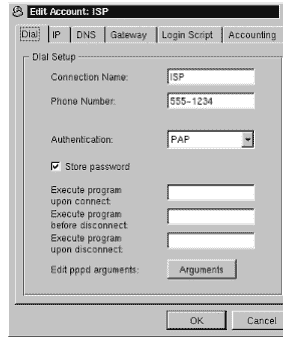 Edit Account: ISP
Dial IP DNS Gateway Login Script Accounting
Dial Setup
Connection Name: ISP
Phone Number: 555-1234
Authentication: PAP
Store password
Execute program
upon connect:
Execute program
before disconnect:
Execute program
upon disconnect:
Edit pppd arguments: Arguments
OK Cancel